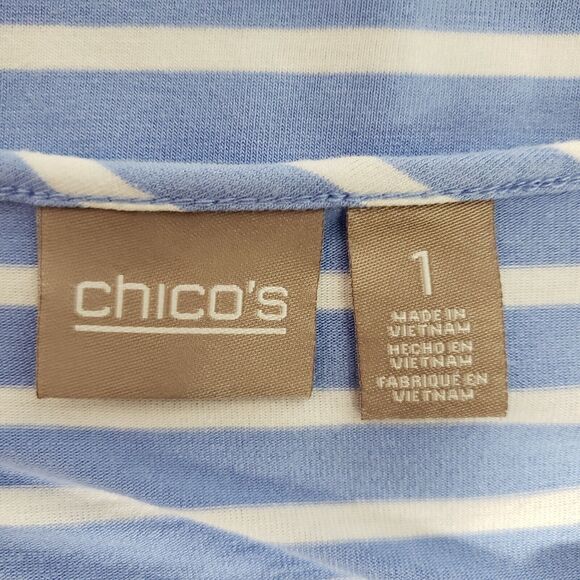 chico's
1
MADE IN
VIETNAM
HECHO EN
VIETNAM
FABRIQUÉ EN
VIETNAM